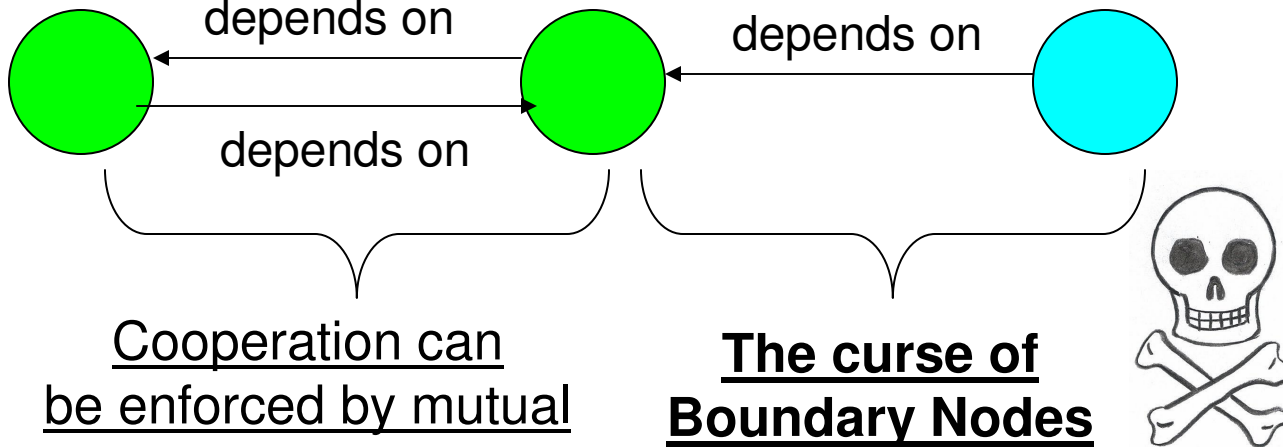 depends on
depends on
depends on
Cooperation can
be enforced by mutual
The curse of
Boundary Nodes